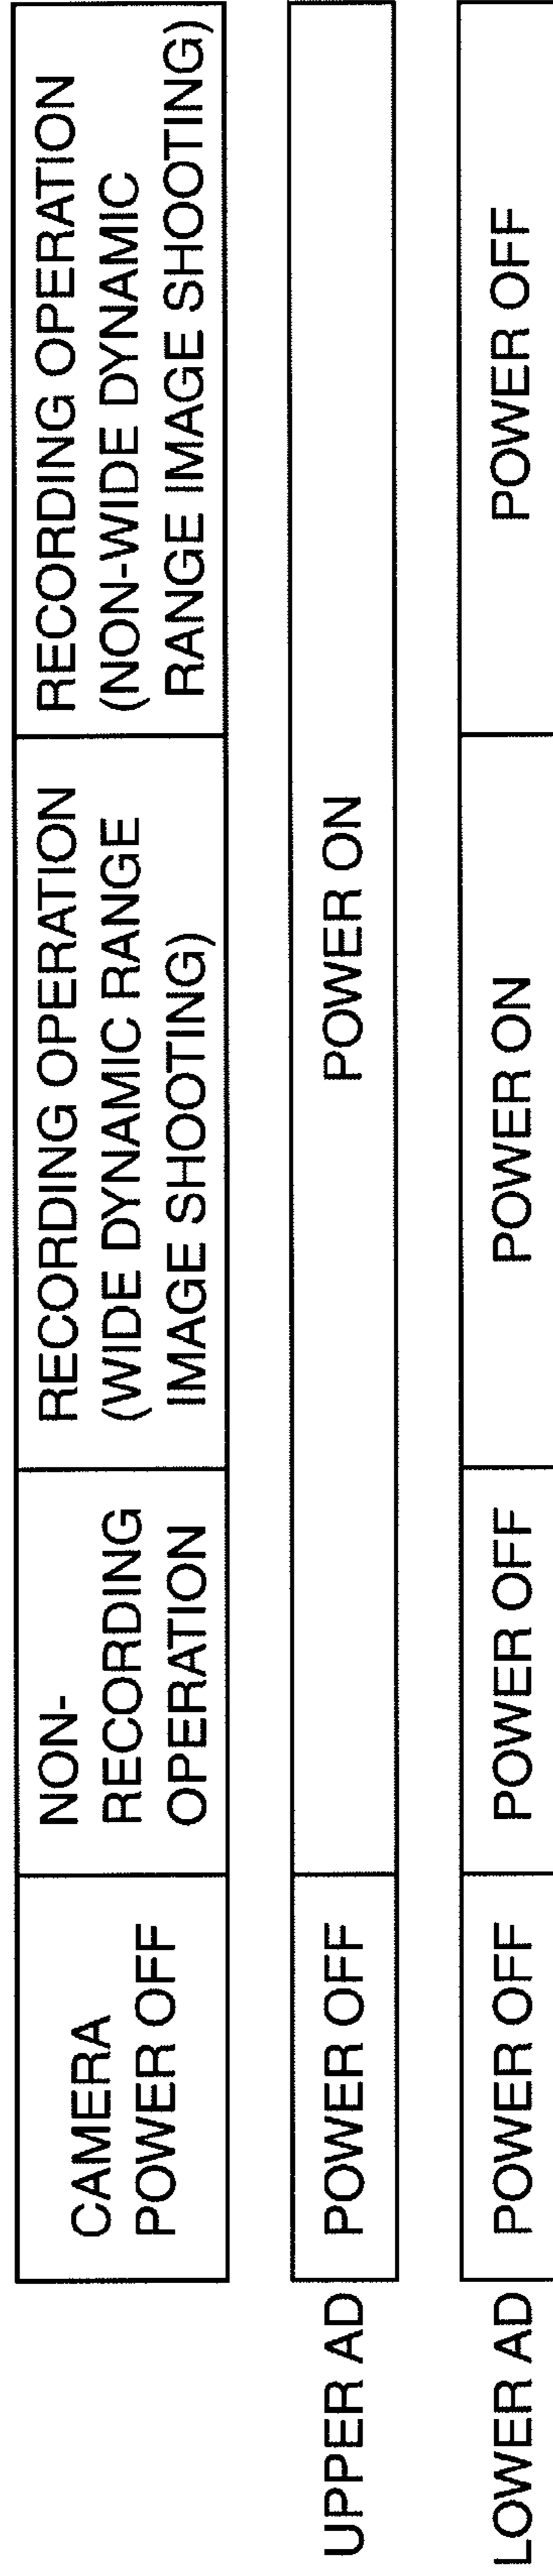 CAMERA
POWER OFF
NON-
RECORDING
OPERATION
RECORDING OPERATION
(WIDE DYNAMIC RANGE
IMAGE SHOOTING)
RECORDING OPERATION
(NON-WIDE DYNAMIC
RANGE IMAGE SHOOTING)
UPPER AD
POWER OFF
POWER ON
LOWER AD
POWER OFF
POWER OFF
POWER ON
POWER OFF